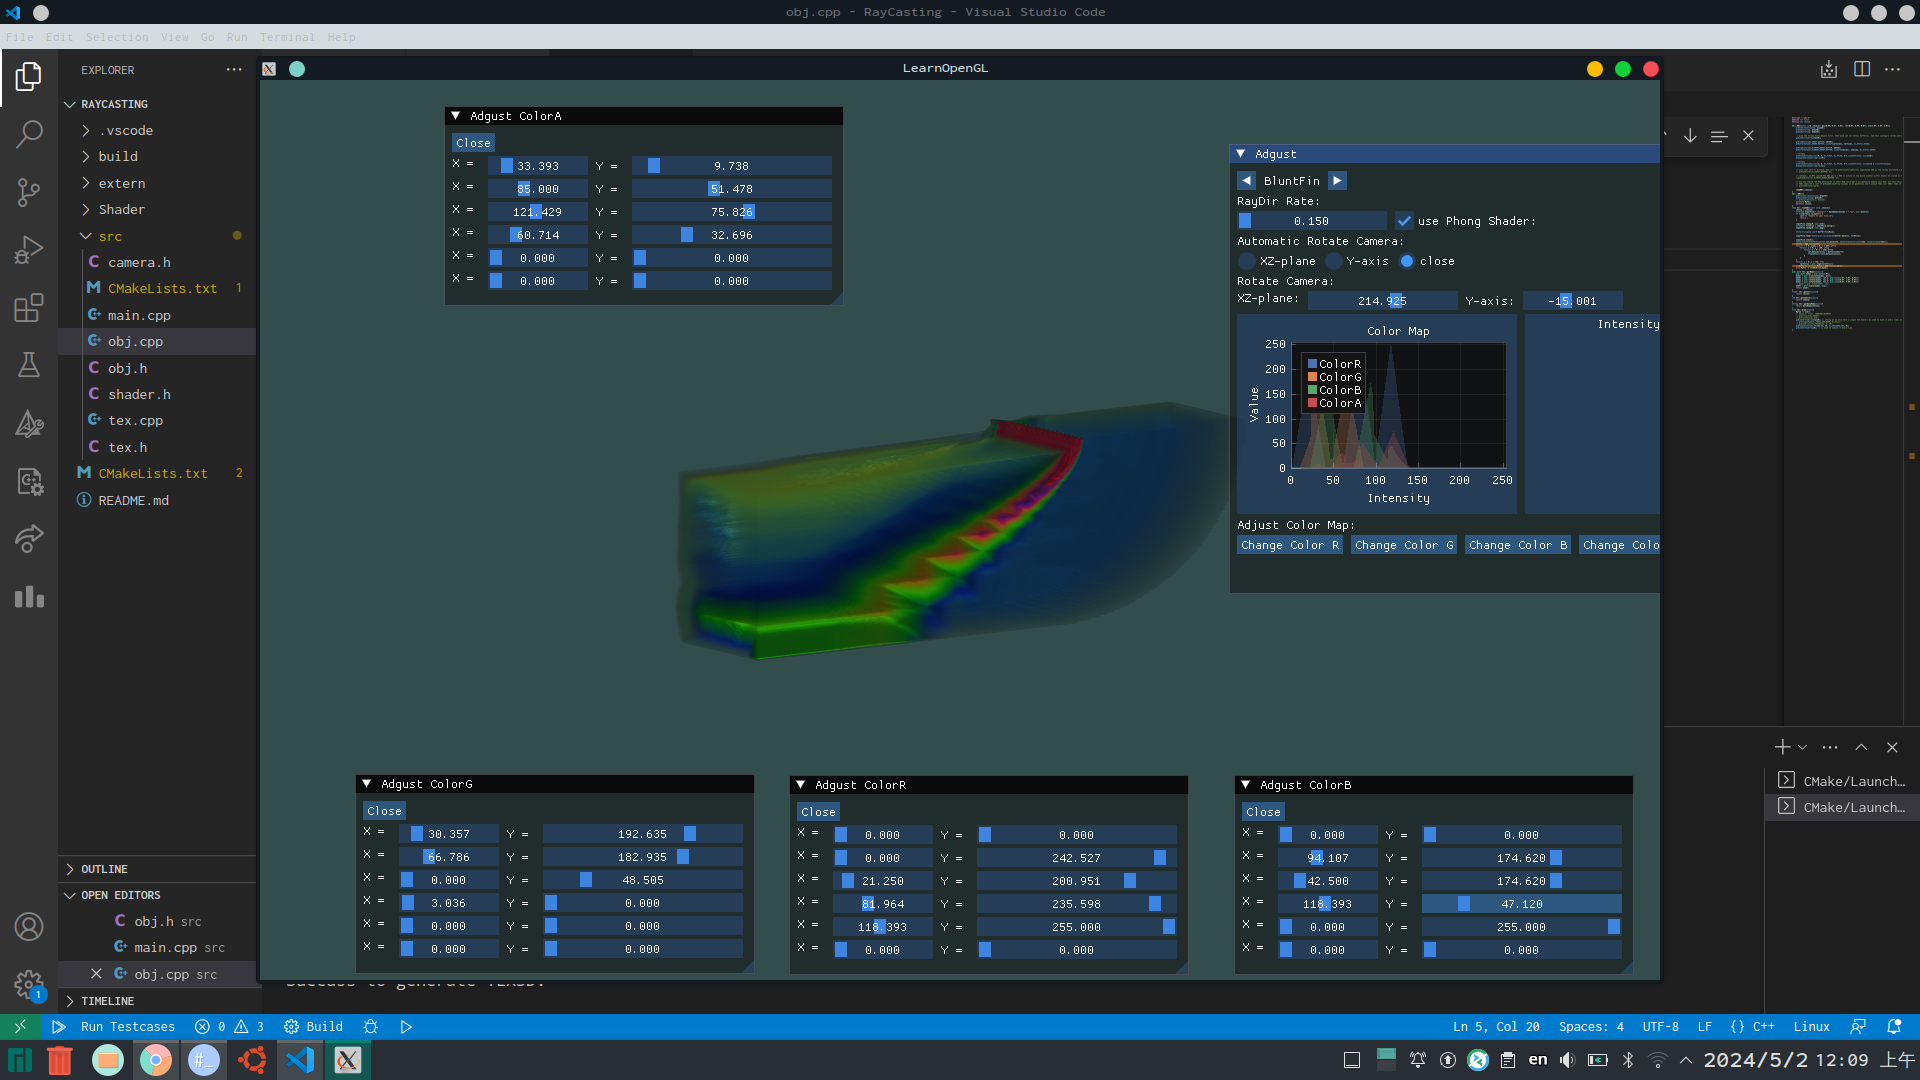 obj.cpp - RayCasting - Visual Studio Code
File Edit Selection View Go Run Terminal Help
EXPLORER
RAYCASTING
.vscode
build
extern
Shader
src
camera.h
CMakeLists.txt 1
main.cpp
obj.cpp
obj.h
shader.h
tex.cpp
tex.h
CMakeLists.txt 2
README.md
OUTLINE
OPEN EDITORS
obj.h src
main.cpp src
obj.cpp src
TIMELINE
LearnOpenGL
Adgust ColorA
Close
X = 33.393 Y = 9.738
X = 85.000 Y = 51.478
X = 121.429 Y = 75.826
X = 60.714 Y = 32.696
X = 0.000 Y = 0.000
X = 0.000 Y = 0.000
Adgust
BluntFin
RayDir Rate:
0.150 use Phong Shader:
Automatic Rotate Camera:
XZ-plane Y-axis close
Rotate Camera:
XZ-plane: 214.925 Y-axis: -15.001
Color Map
Intensity
250
200
150
100
50
0
Value
ColorR
ColorG
ColorB
ColorA
0 50 100 150 200 250
Intensity
Adjust Color Map:
Change Color R Change Color G Change Color B Change Colo
Adgust ColorG
Close
X = 30.357 Y = 192.635
X = 66.786 Y = 182.935
X = 0.000 Y = 48.505
X = 3.036 Y = 0.000
X = 0.000 Y = 0.000
X = 0.000 Y = 0.000
Adgust ColorR
Close
X = 0.000 Y = 0.000
X = 0.000 Y = 242.527
X = 21.250 Y = 200.951
X = 81.964 Y = 235.598
X = 118.393 Y = 255.000
X = 0.000 Y = 0.000
Adgust ColorB
Close
X = 0.000 Y = 0.000
X = 94.107 Y = 174.620
X = 42.500 Y = 174.620
X = 118.393 Y = 47.120
X = 0.000 Y = 255.000
X = 0.000 Y = 0.000
CMake/Launch...
CMake/Launch...
1
Run Testcases 0 3 Build
Ln 5, Col 20 Spaces: 4 UTF-8 LF {} C++ Linux
en 2024/5/2 12:09 上午